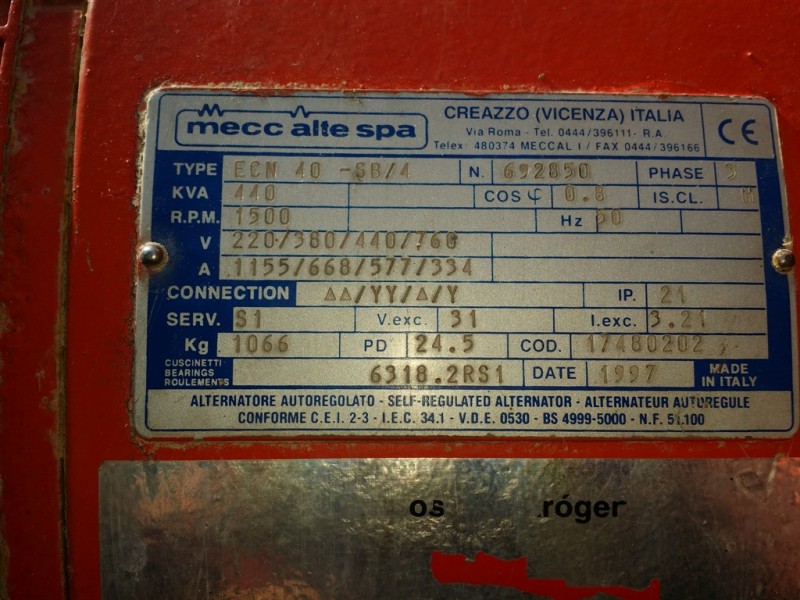 mecc alte spa
CREAZZO (VICENZA) ITALIA
Via Roma - Tel. 0444/396111 - R.A.
Telex 480374 MECCAL I / FAX 0444/396166
CE
TYPE ECN 40 -SB/4 N. 692850 PHASE 3
KVA 440 COS φ 0.8 IS.CL. H
R.P.M. 1500 Hz 50
V 220/380/440/760
A 1155/668/577/334
CONNECTION ΔΔ/YY/Δ/Y IP. 21
SERV. S1 V.exc. 31 I.exc. 3.21
Kg 1066 PD 24.5 COD. 17480202
CUSCINETTI
BEARINGS
ROULEMENTS
6318.2RS1 DATE 1997
MADE
IN ITALY
ALTERNATORE AUTOREGOLATO - SELF-REGULATED ALTERNATOR - ALTERNATEUR AUTOREGULE
CONFORME C.E.I. 2-3 - I.E.C. 34.1 - V.D.E. 0530 - BS 4999-5000 - N.F. 51.100
os róger